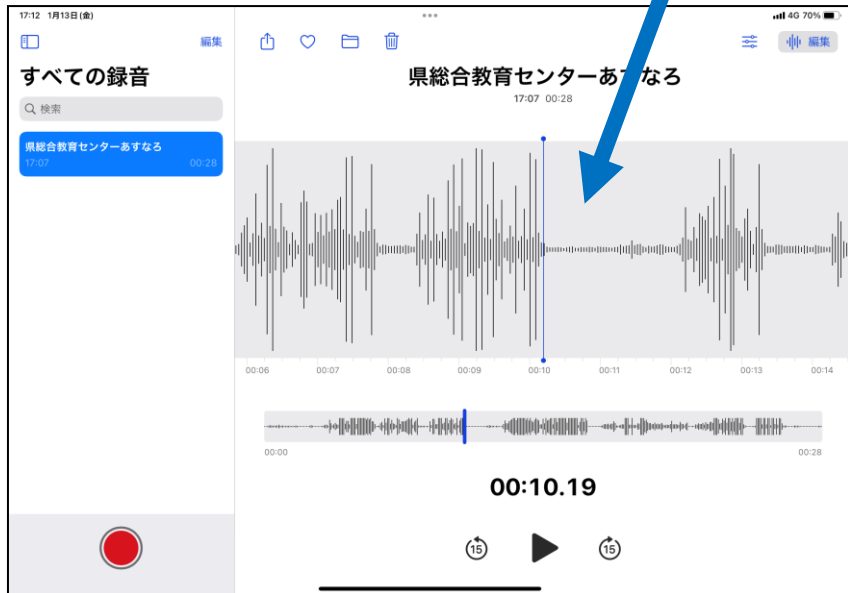 17:12 1月13日(金)
4G 70%
編集
編集
すべての録音
検索
県総合教育センターあすなろ
17:07 00:28
県総合教育センターあすなろ
17:07 00:28
00:06 00:07 00:08 00:09 00:10 00:11 00:12 00:13 00:14
00:00 00:28
00:10.19
15 15